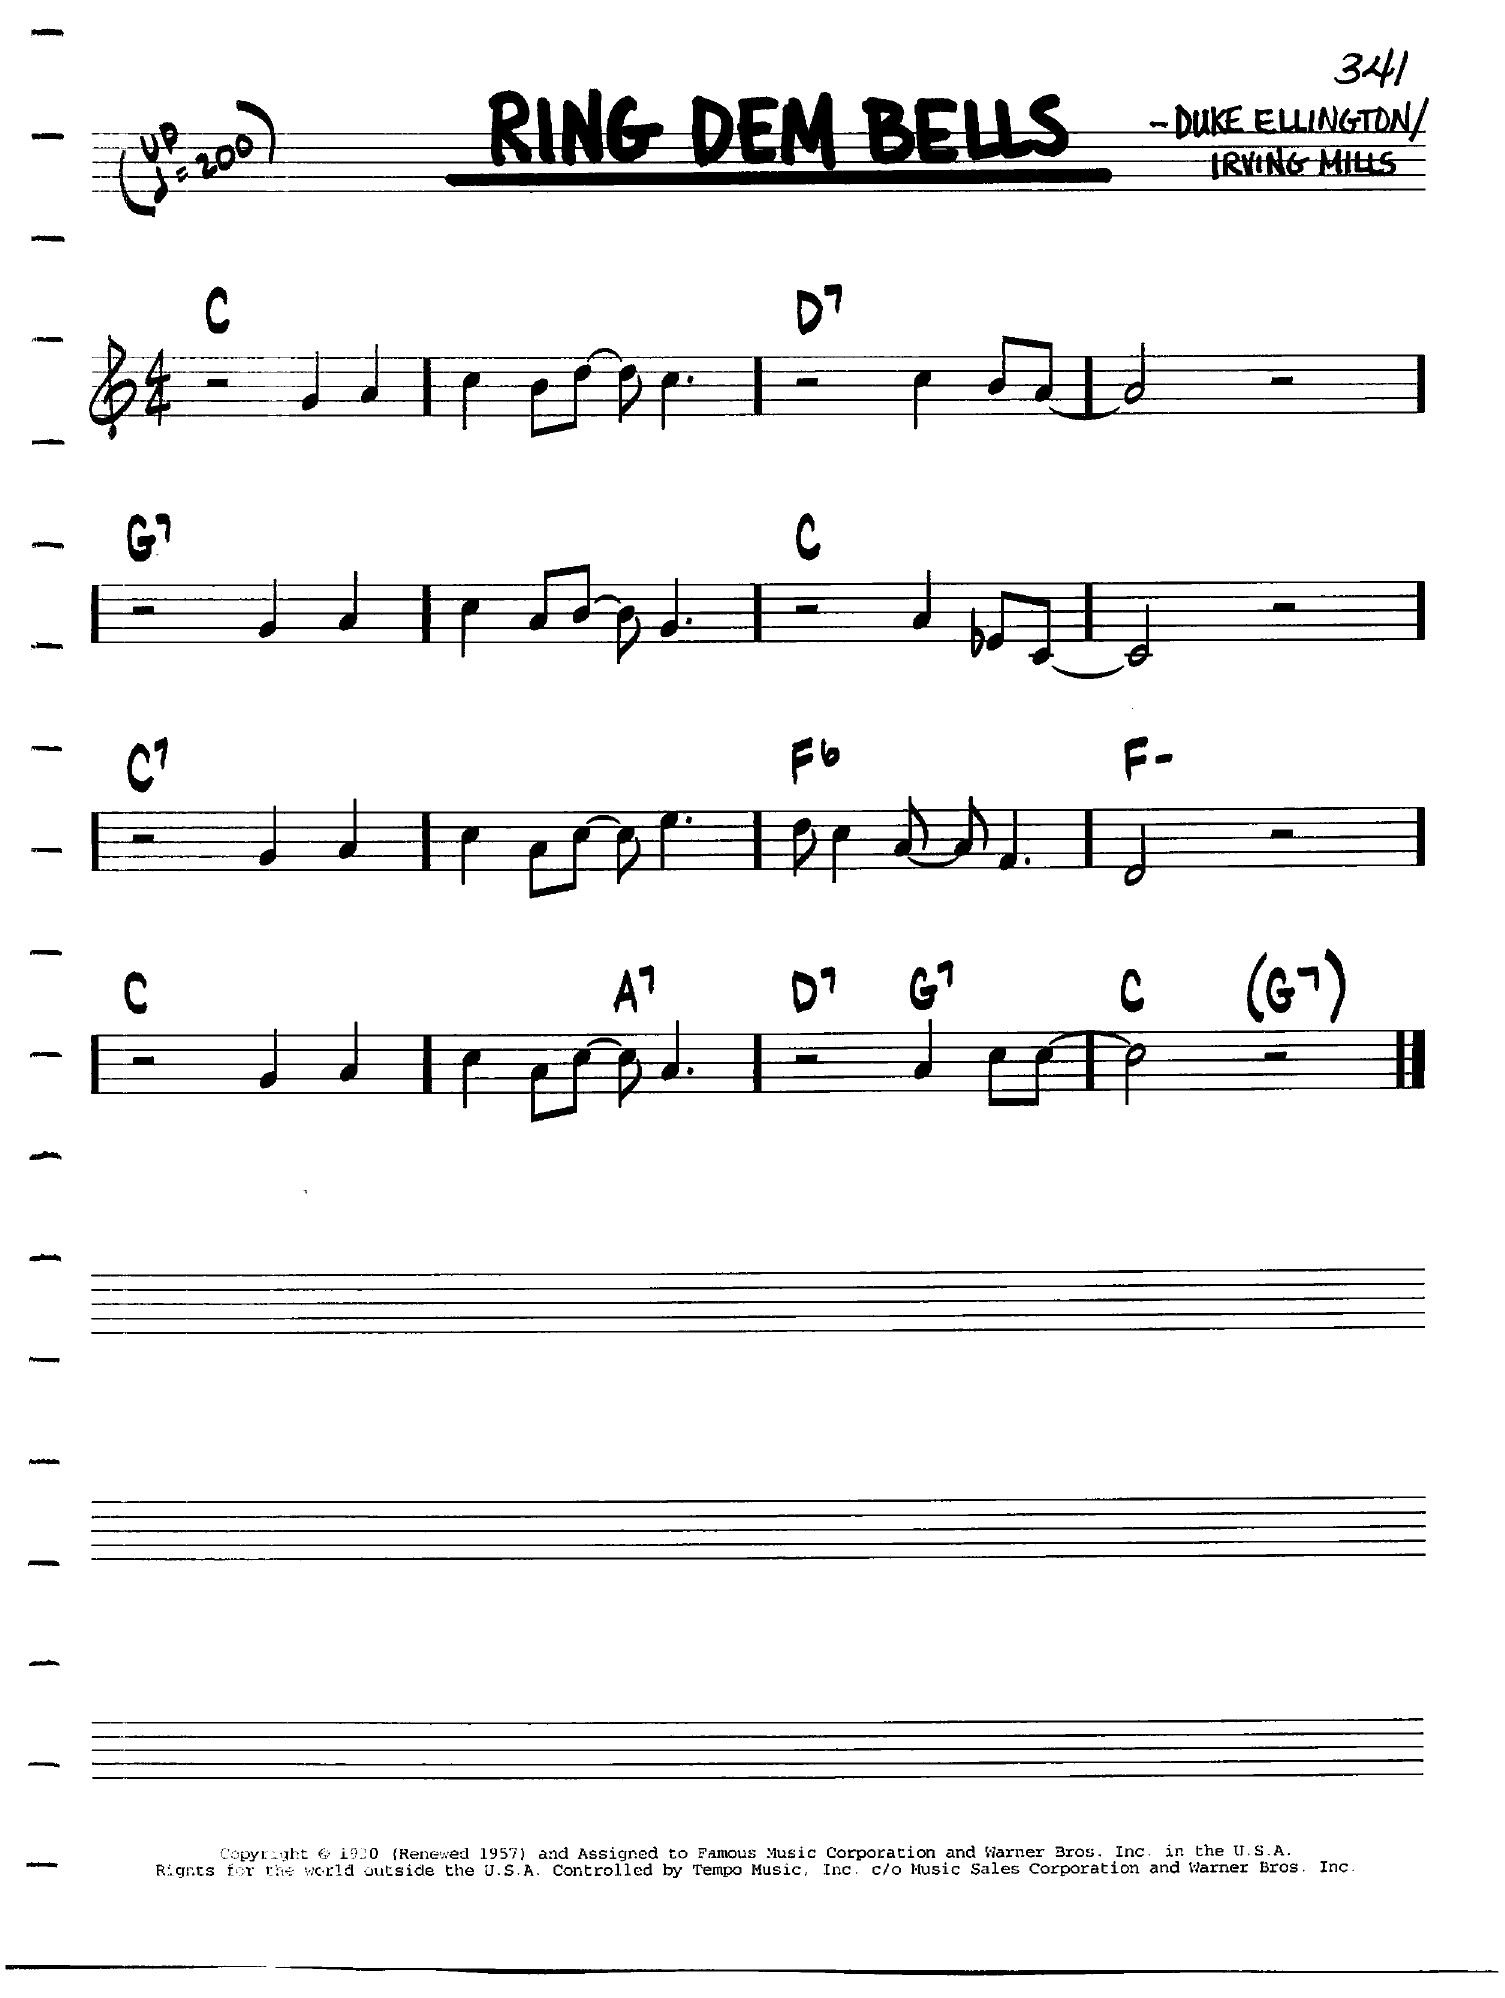 341
RING DEM BELLS
- DUKE ELLINGTON/
IRVING MILLS
(UP ♩=200)
C D7
4
4
G7 C
C7 F6 F-
C A7 D7 G7 C (G7)
Copyright © 1930 (Renewed 1957) and Assigned to Famous Music Corporation and Warner Bros. Inc. in the U.S.A.
Rights for the world outside the U.S.A. Controlled by Tempo Music, Inc. c/o Music Sales Corporation and Warner Bros. Inc.